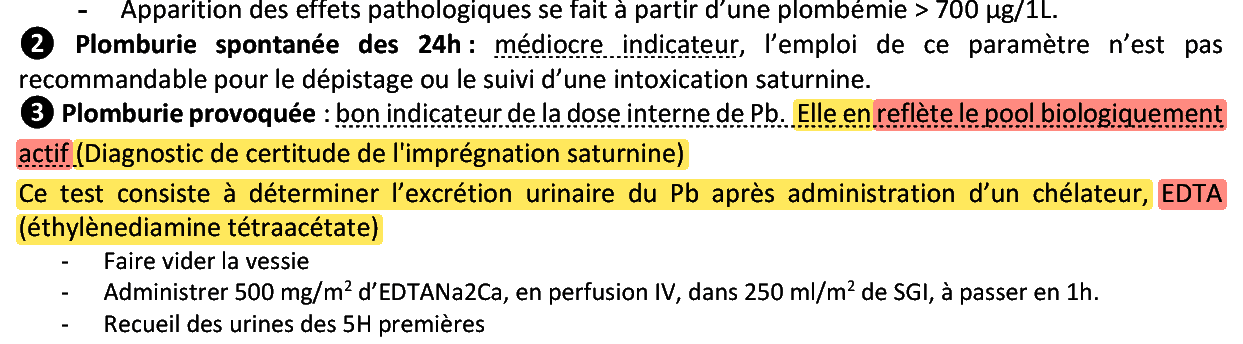 - Apparition des effets pathologiques se fait à partir d’une plombémie > 700 µg/1L.
❷ Plomburie spontanée des 24h : médiocre indicateur, l’emploi de ce paramètre n’est pas
recommandable pour le dépistage ou le suivi d’une intoxication saturnine.
❸ Plomburie provoquée : bon indicateur de la dose interne de Pb. Elle en reflète le pool biologiquement
actif (Diagnostic de certitude de l'imprégnation saturnine)
Ce test consiste à déterminer l’excrétion urinaire du Pb après administration d’un chélateur, EDTA
(éthylènediamine tétraacétate)
- Faire vider la vessie
- Administrer 500 mg/m² d’EDTANa2Ca, en perfusion IV, dans 250 ml/m² de SGI, à passer en 1h.
- Recueil des urines des 5H premières